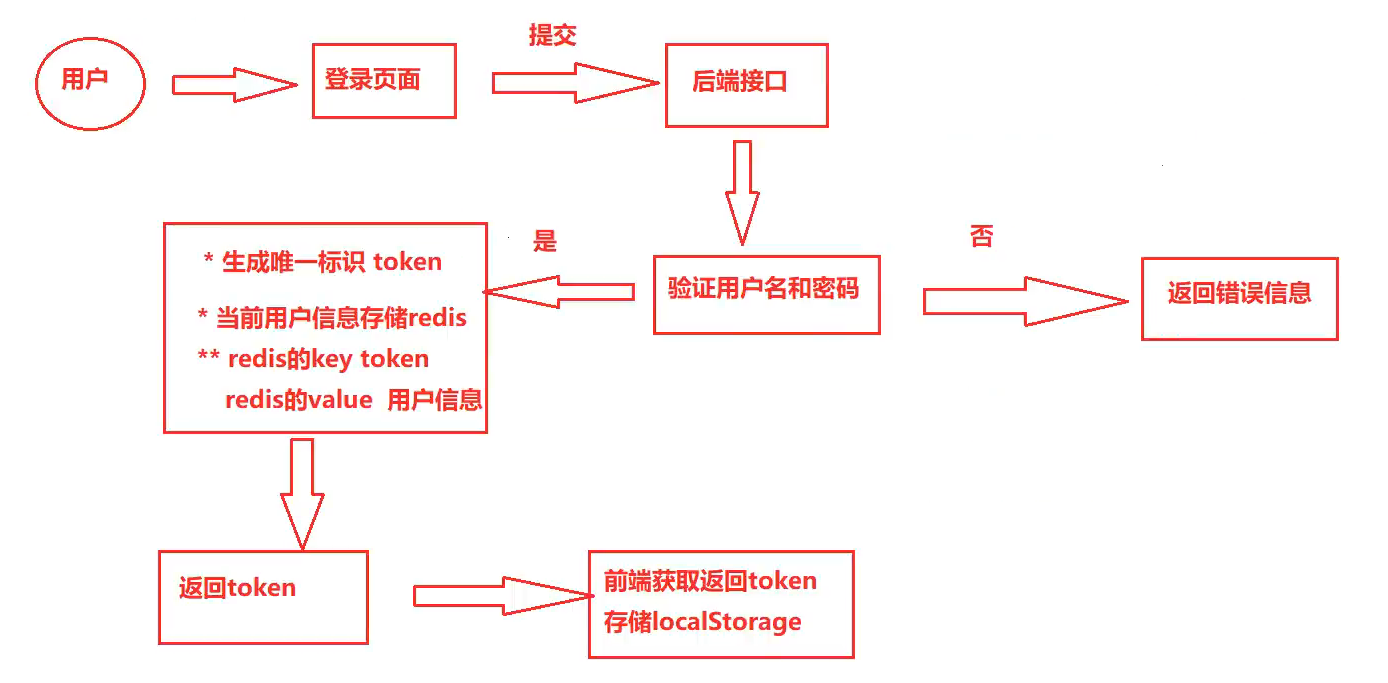 提交
用户
登录页面
后端接口
是
否
* 生成唯一标识 token
* 当前用户信息存储redis
** redis的key token
redis的value 用户信息
验证用户名和密码
返回错误信息
返回token
前端获取返回token
存储localStorage